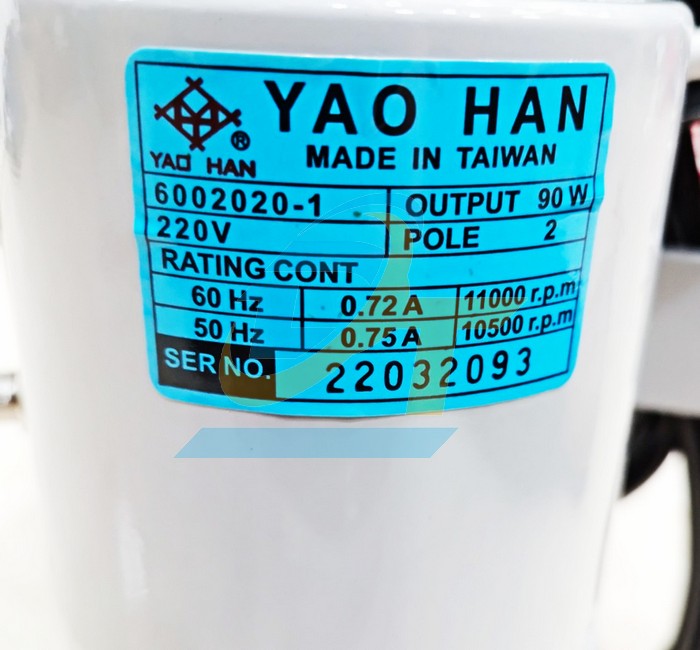 YAO HAN
MADE IN TAIWAN
® YAO HAN
6002020-1 OUTPUT 90 W
220V POLE 2
RATING CONT
60 Hz 0.72 A 11000 r.p.m
50 Hz 0.75 A 10500 r.p.m
SER NO. 22032093